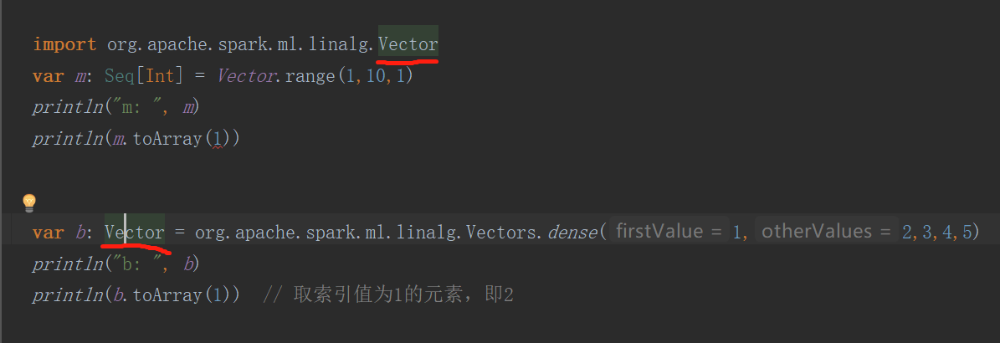 import org.apache.spark.ml.linalg.Vector
var m: Seq[Int] = Vector.range(1,10,1)
println("m: ", m)
println(m.toArray(1))
var b: Vector = org.apache.spark.ml.linalg.Vectors.dense( firstValue = 1, otherValues = 2,3,4,5)
println("b: ", b)
println(b.toArray(1))  // 取索引值为1的元素，即2